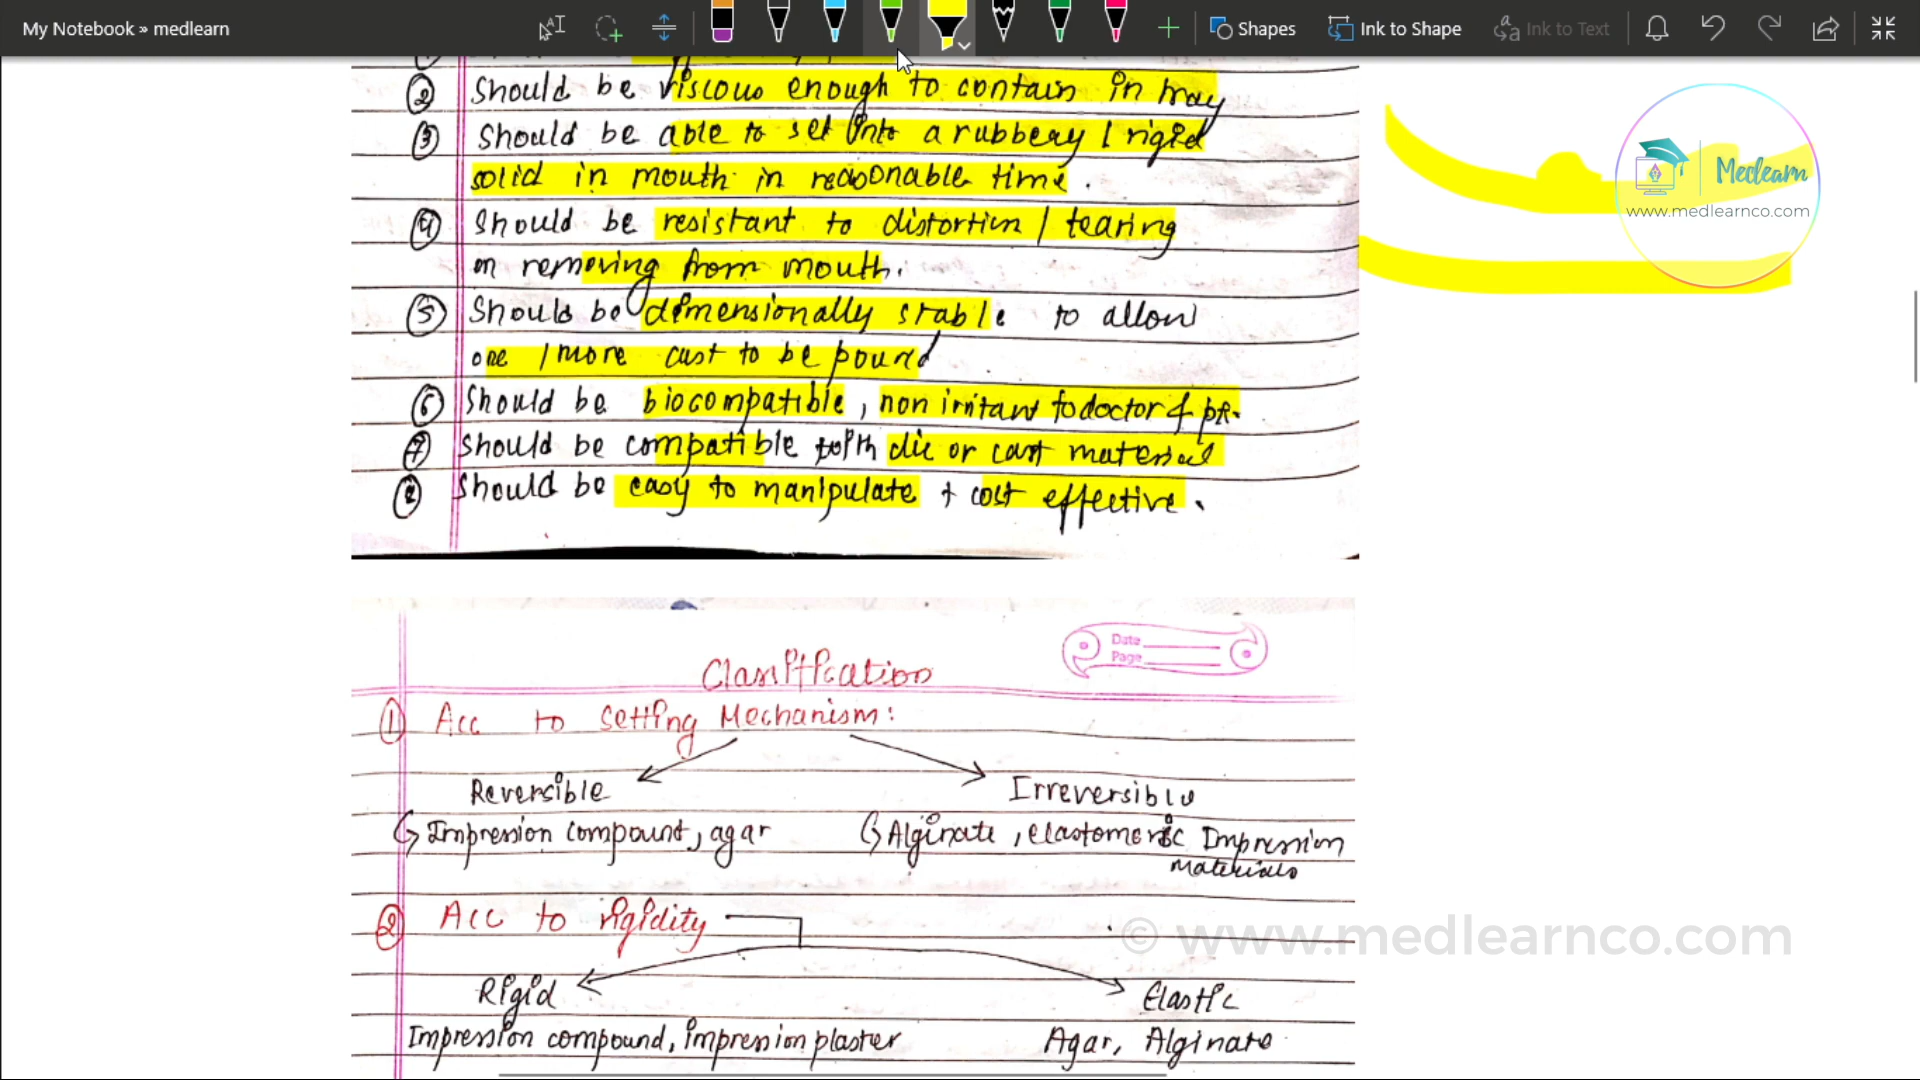 My Notebook » medlearn
Shapes
Ink to Shape
Ink to Text
② Should be viscous enough to contain in tray
③ Should be able to set into a rubbery / rigid
solid in mouth in reasonable time.
④ Should be resistant to distortion / tearing
on removing from mouth.
⑤ Should be dimensionally stable to allow
one / more cast to be pound
⑥ Should be biocompatible, non irritant to doctor & pt.
⑦ Should be compatible with die or cast material
⑧ Should be easy to manipulate + cost effective.
Medlearn
www.medlearnco.com
Date
Page
Classification
① Acc to Setting Mechanism:
Reversible
Irreversible
Impression compound, agar
Alginate, elastomeric Impression
materials
② Acc to rigidity
© www.medlearnco.com
Rigid
Elastic
Impression compound, impression plaster
Agar, Alginate